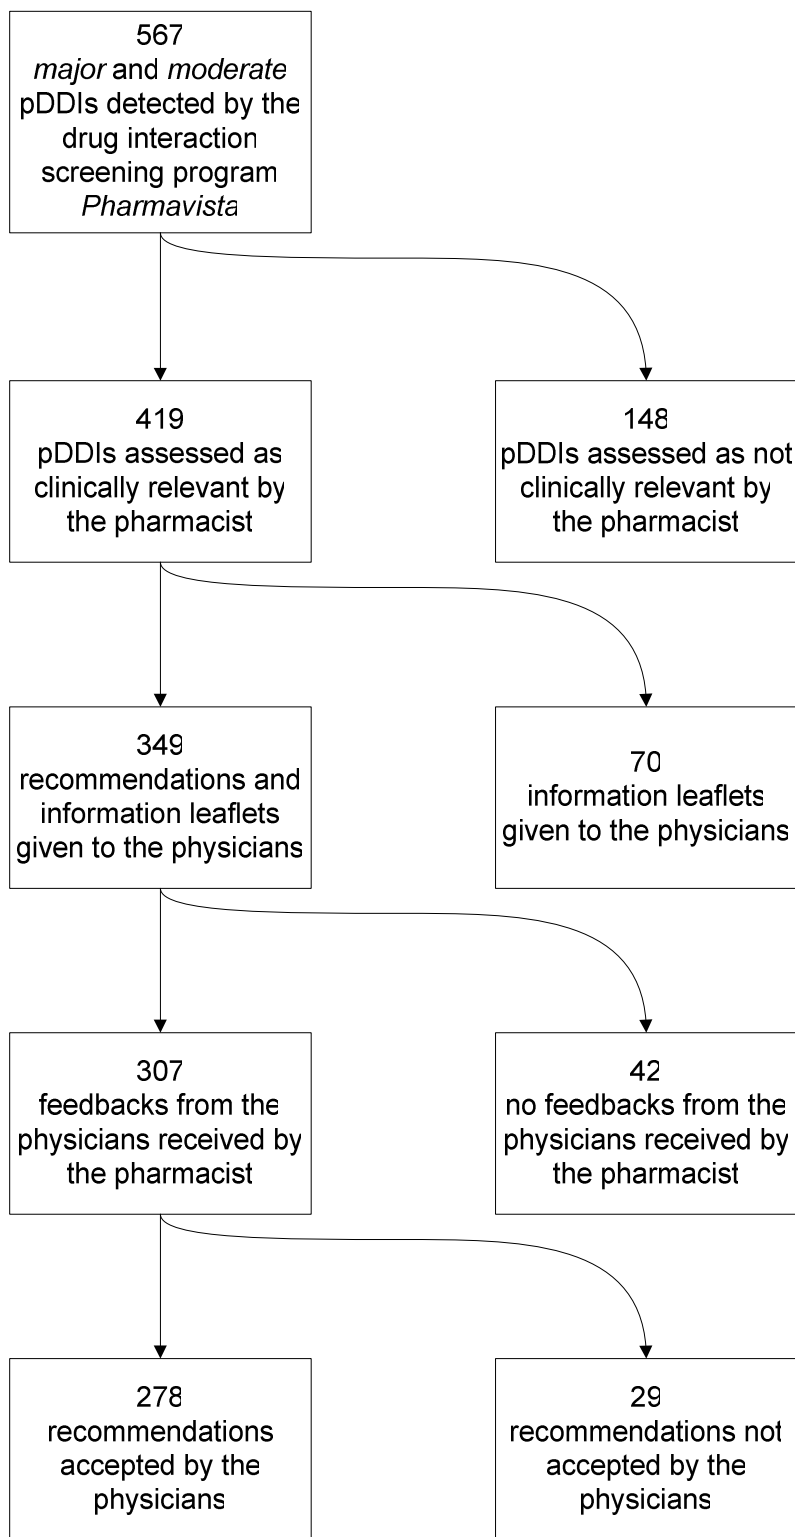 567
major and moderate
pDDIs detected by the
drug interaction
screening program
Pharmavista
419
pDDIs assessed as
clinically relevant by
the pharmacist
148
pDDIs assessed as not
clinically relevant by
the pharmacist
349
recommendations and
information leaflets
given to the physicians
70
information leaflets
given to the physicians
307
feedbacks from the
physicians received by
the pharmacist
42
no feedbacks from the
physicians received by
the pharmacist
278
recommendations
accepted by the
physicians
29
recommendations not
accepted by the
physicians